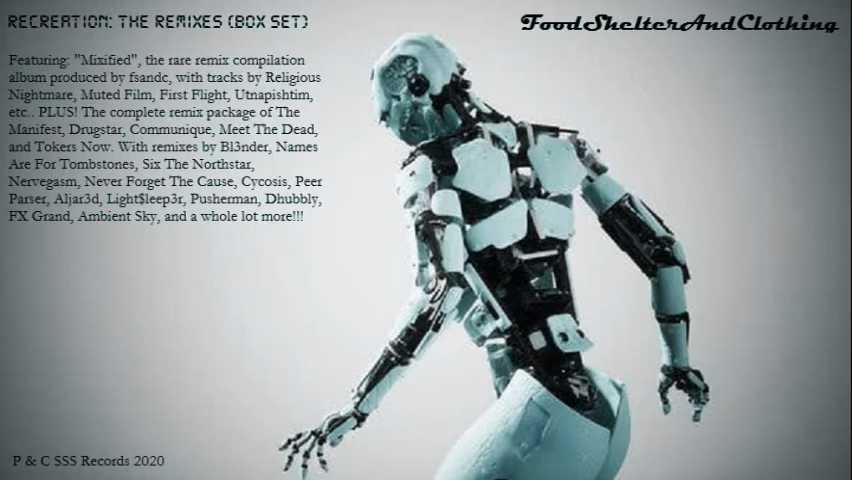 RECREATION: THE REMIXES (BOX SET)
FoodShelterAndClothing
Featuring: "Mixified", the rare remix compilation
album produced by fsandc, with tracks by Religious
Nightmare, Muted Film, First Flight, Utnapishtim,
etc.. PLUS! The complete remix package of The
Manifest, Drugstar, Communique, Meet The Dead,
and Tokers Now. With remixes by Bl3nder, Names
Are For Tombstones, Six The Northstar,
Nervegasm, Never Forget The Cause, Cycosis, Peer
Parser, Aljar3d, Light$leep3r, Pusherman, Dhubbly,
FX Grand, Ambient Sky, and a whole lot more!!!
P & C SSS Records 2020